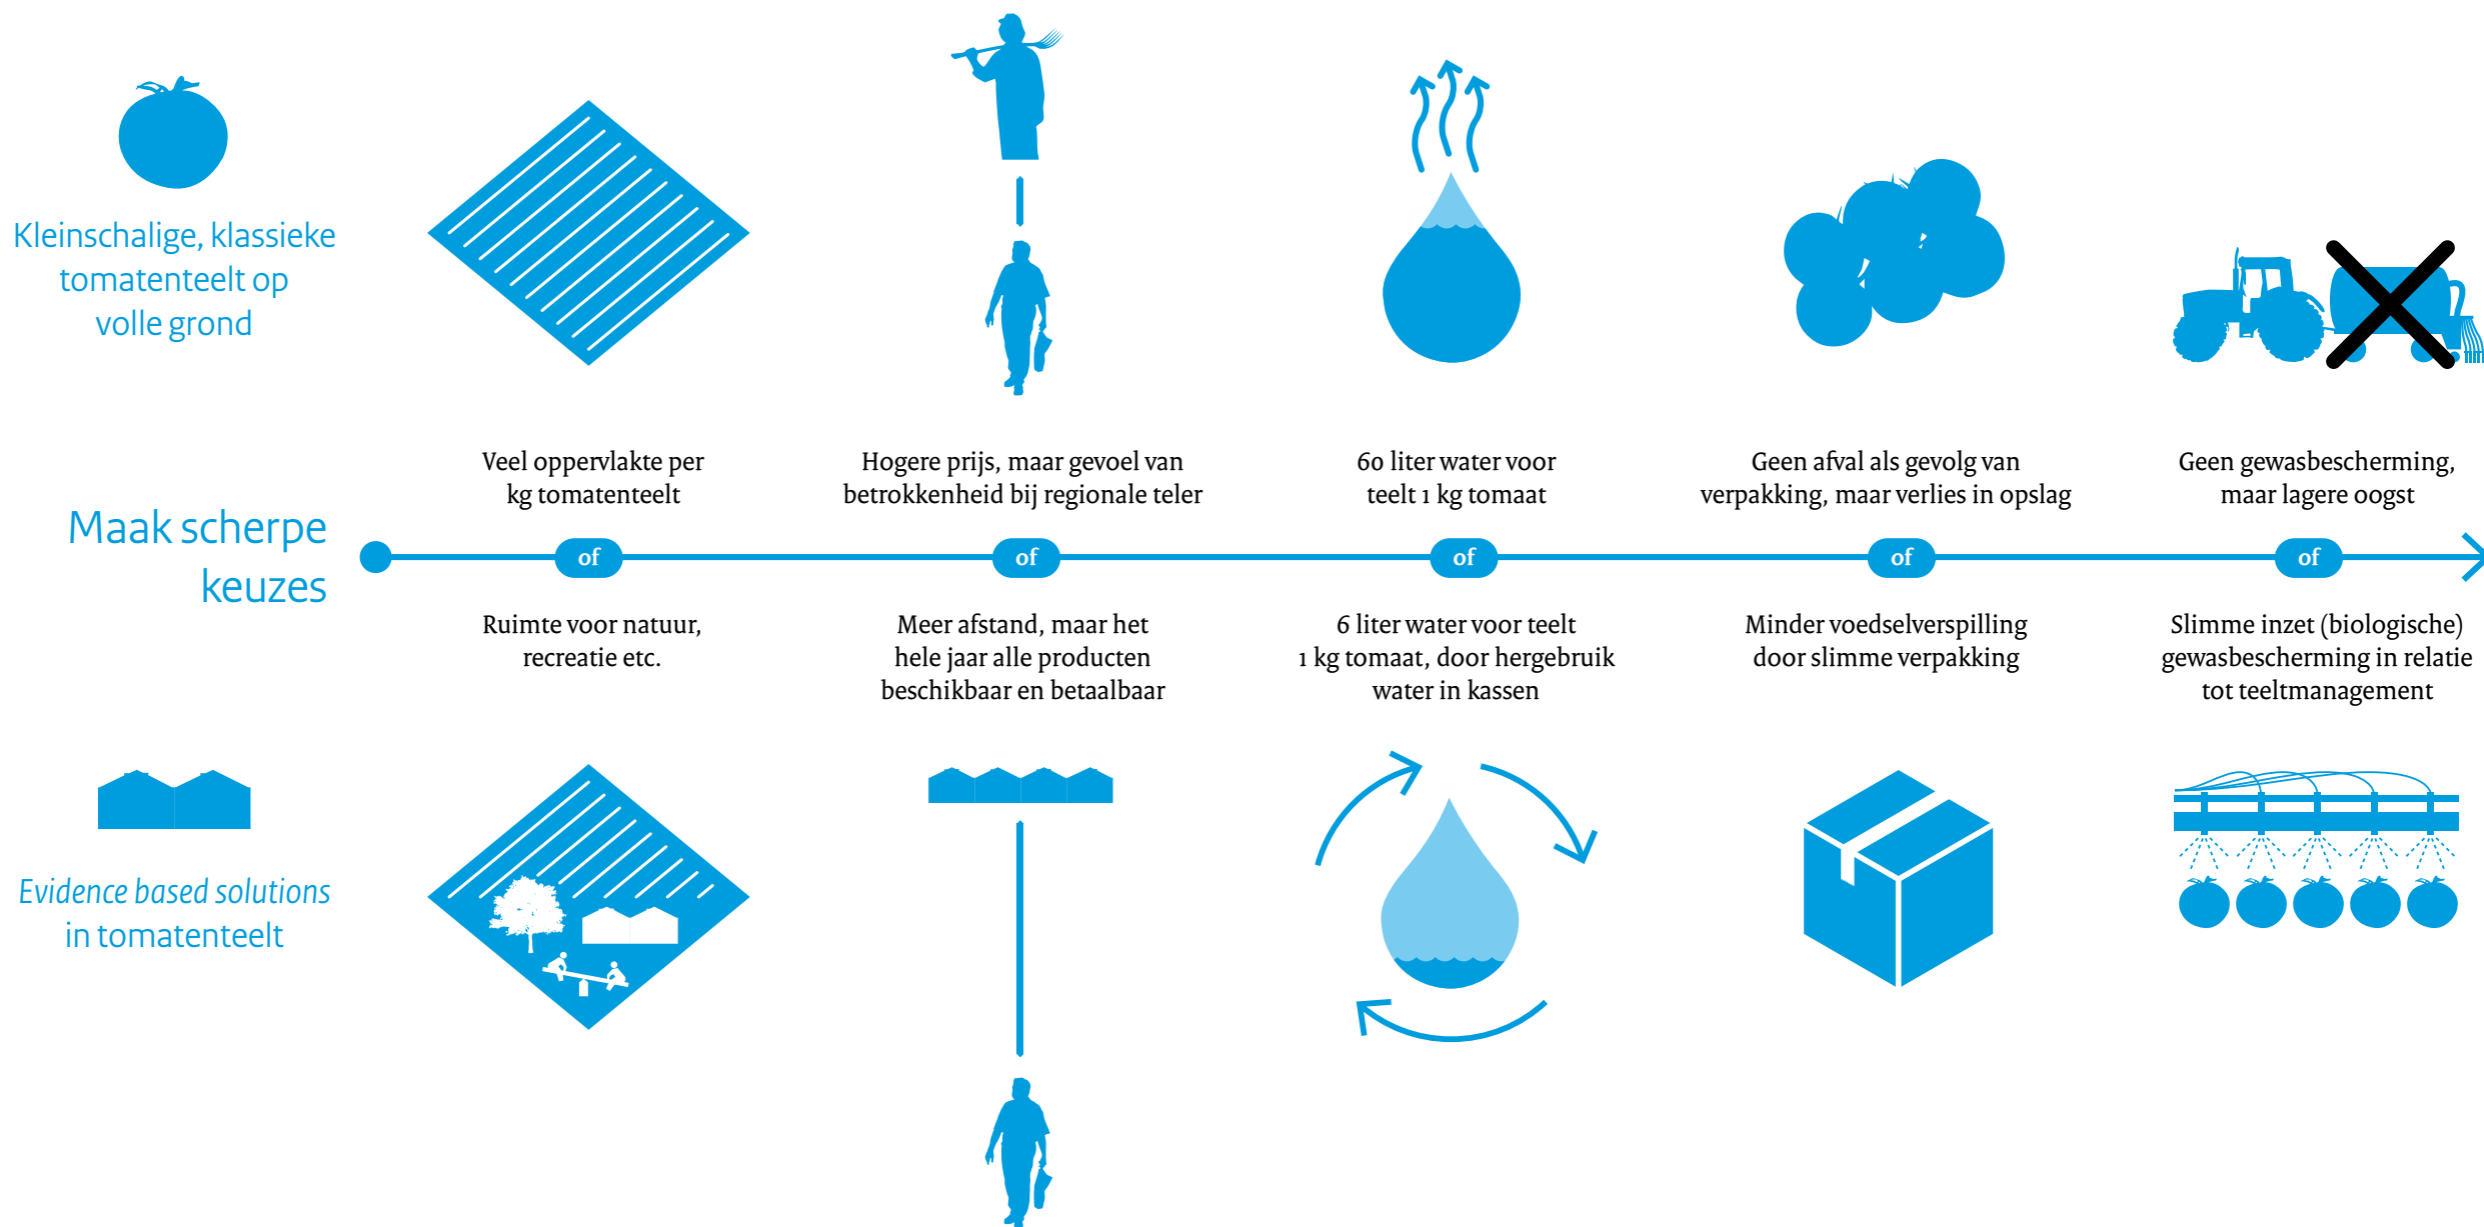 Kleinschalige, klassieke
tomatenteelt op
volle grond
Veel oppervlakte per
kg tomatenteelt
Hogere prijs, maar gevoel van
betrokkenheid bij regionale teler
60 liter water voor
teelt 1 kg tomaat
Geen afval als gevolg van
verpakking, maar verlies in opslag
Geen gewasbescherming,
maar lagere oogst
Maak scherpe
keuzes
of
of
of
of
of
Ruimte voor natuur,
recreatie etc.
Meer afstand, maar het
hele jaar alle producten
beschikbaar en betaalbaar
6 liter water voor teelt
1 kg tomaat, door hergebruik
water in kassen
Minder voedselverspilling
door slimme verpakking
Slimme inzet (biologische)
gewasbescherming in relatie
tot teeltmanagement
Evidence based solutions
in tomatenteelt